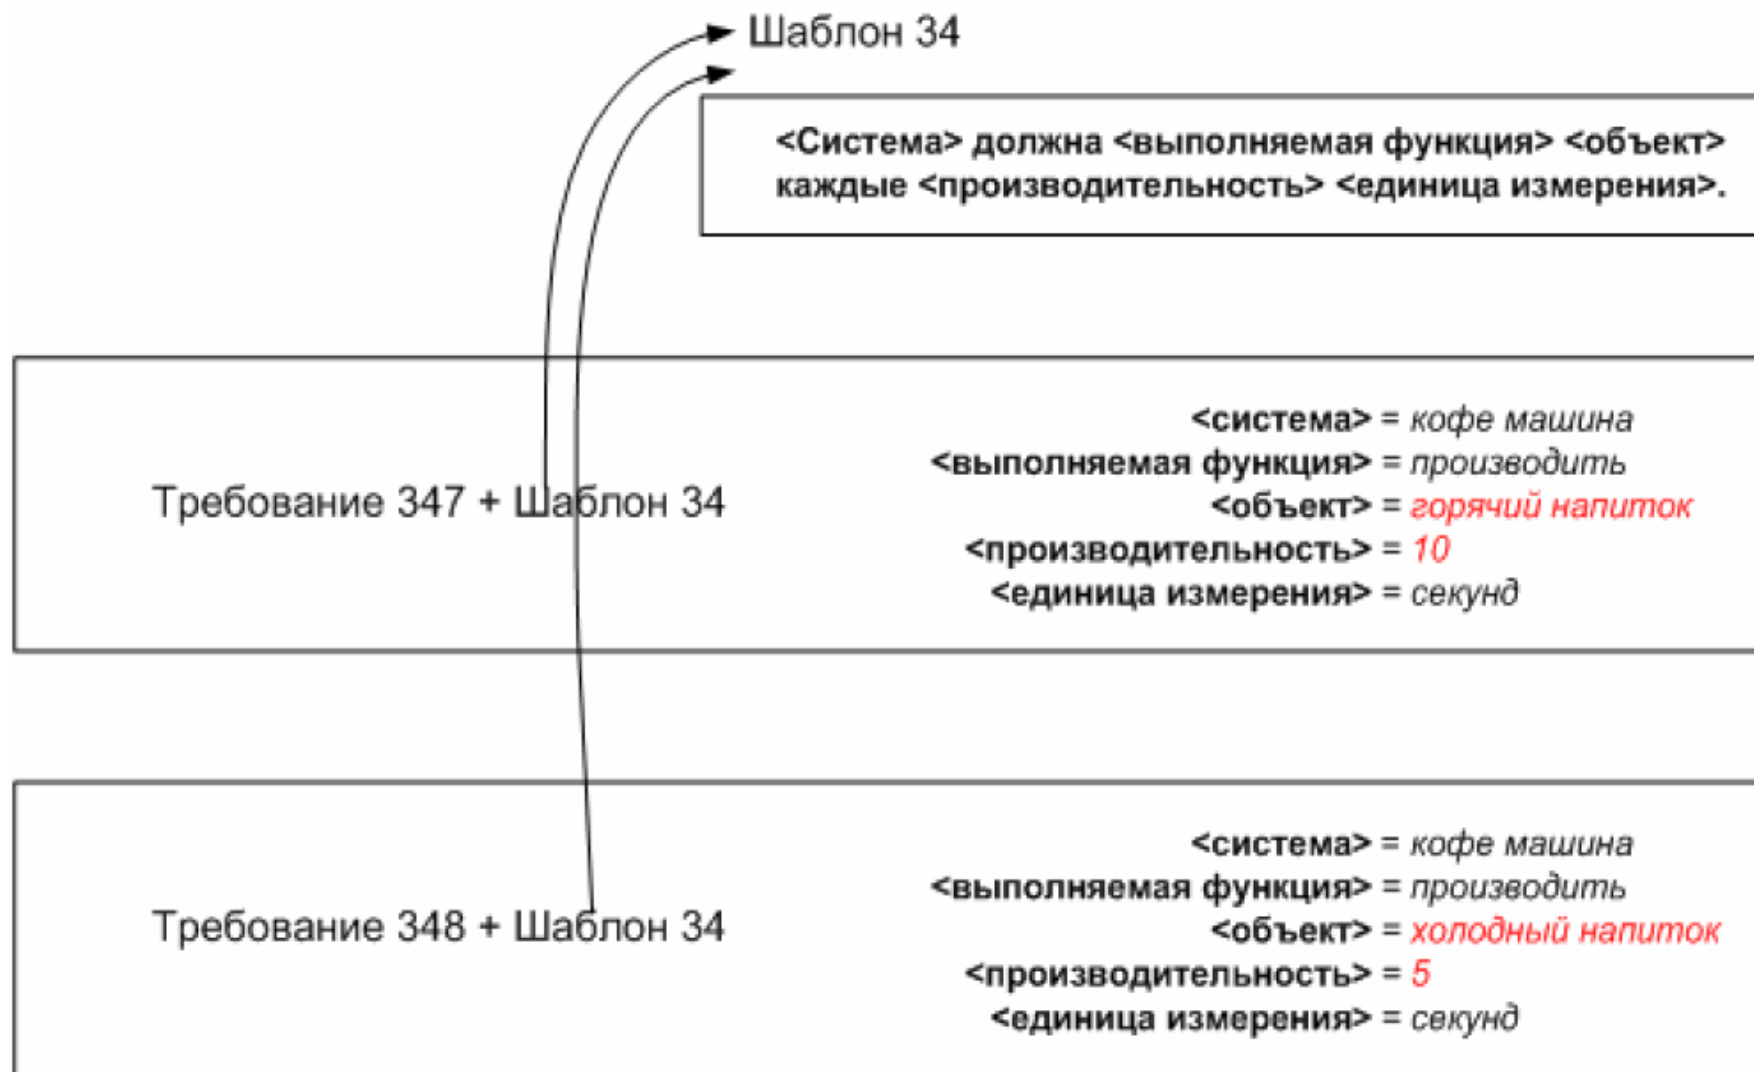 Шаблон 34
<Система> должна <выполняемая функция> <объект>
каждые <производительность> <единица измерения>.
Требование 347 + Шаблон 34
<система> = кофе машина
<выполняемая функция> = производить
<объект> = горячий напиток
<производительность> = 10
<единица измерения> = секунд
Требование 348 + Шаблон 34
<система> = кофе машина
<выполняемая функция> = производить
<объект> = холодный напиток
<производительность> = 5
<единица измерения> = секунд